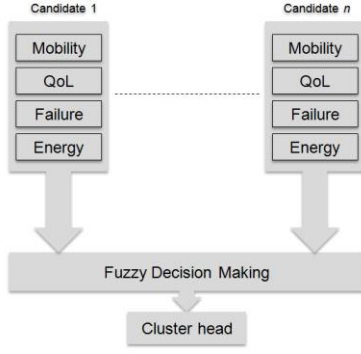 Candidate 1
Candidate n
Mobility
QoL
Failure
Energy
Mobility
QoL
Failure
Energy
Fuzzy Decision Making
Cluster head